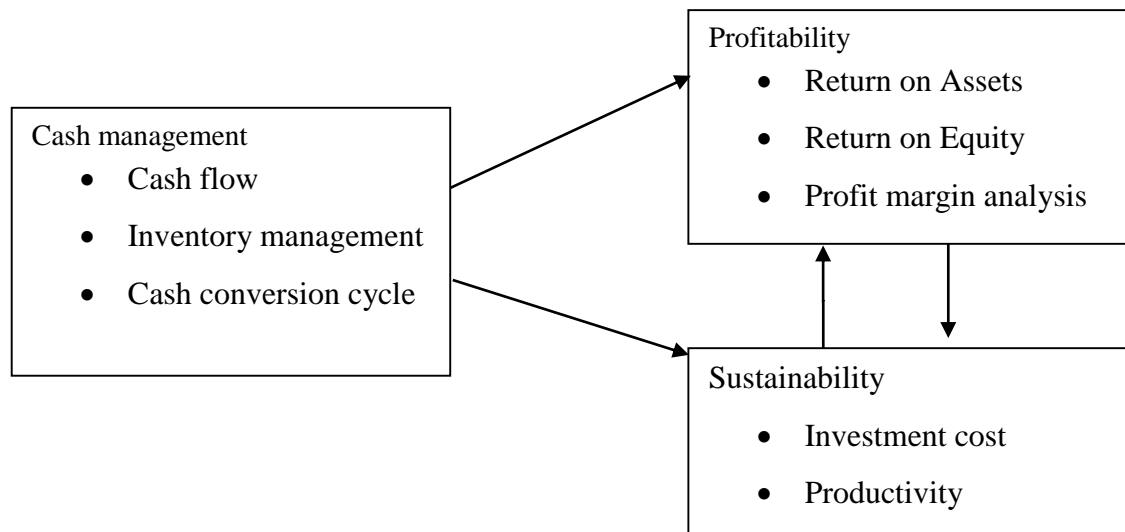 Cash management
• Cash flow
• Inventory management
• Cash conversion cycle
Profitability
• Return on Assets
• Return on Equity
• Profit margin analysis
Sustainability
• Investment cost
• Productivity